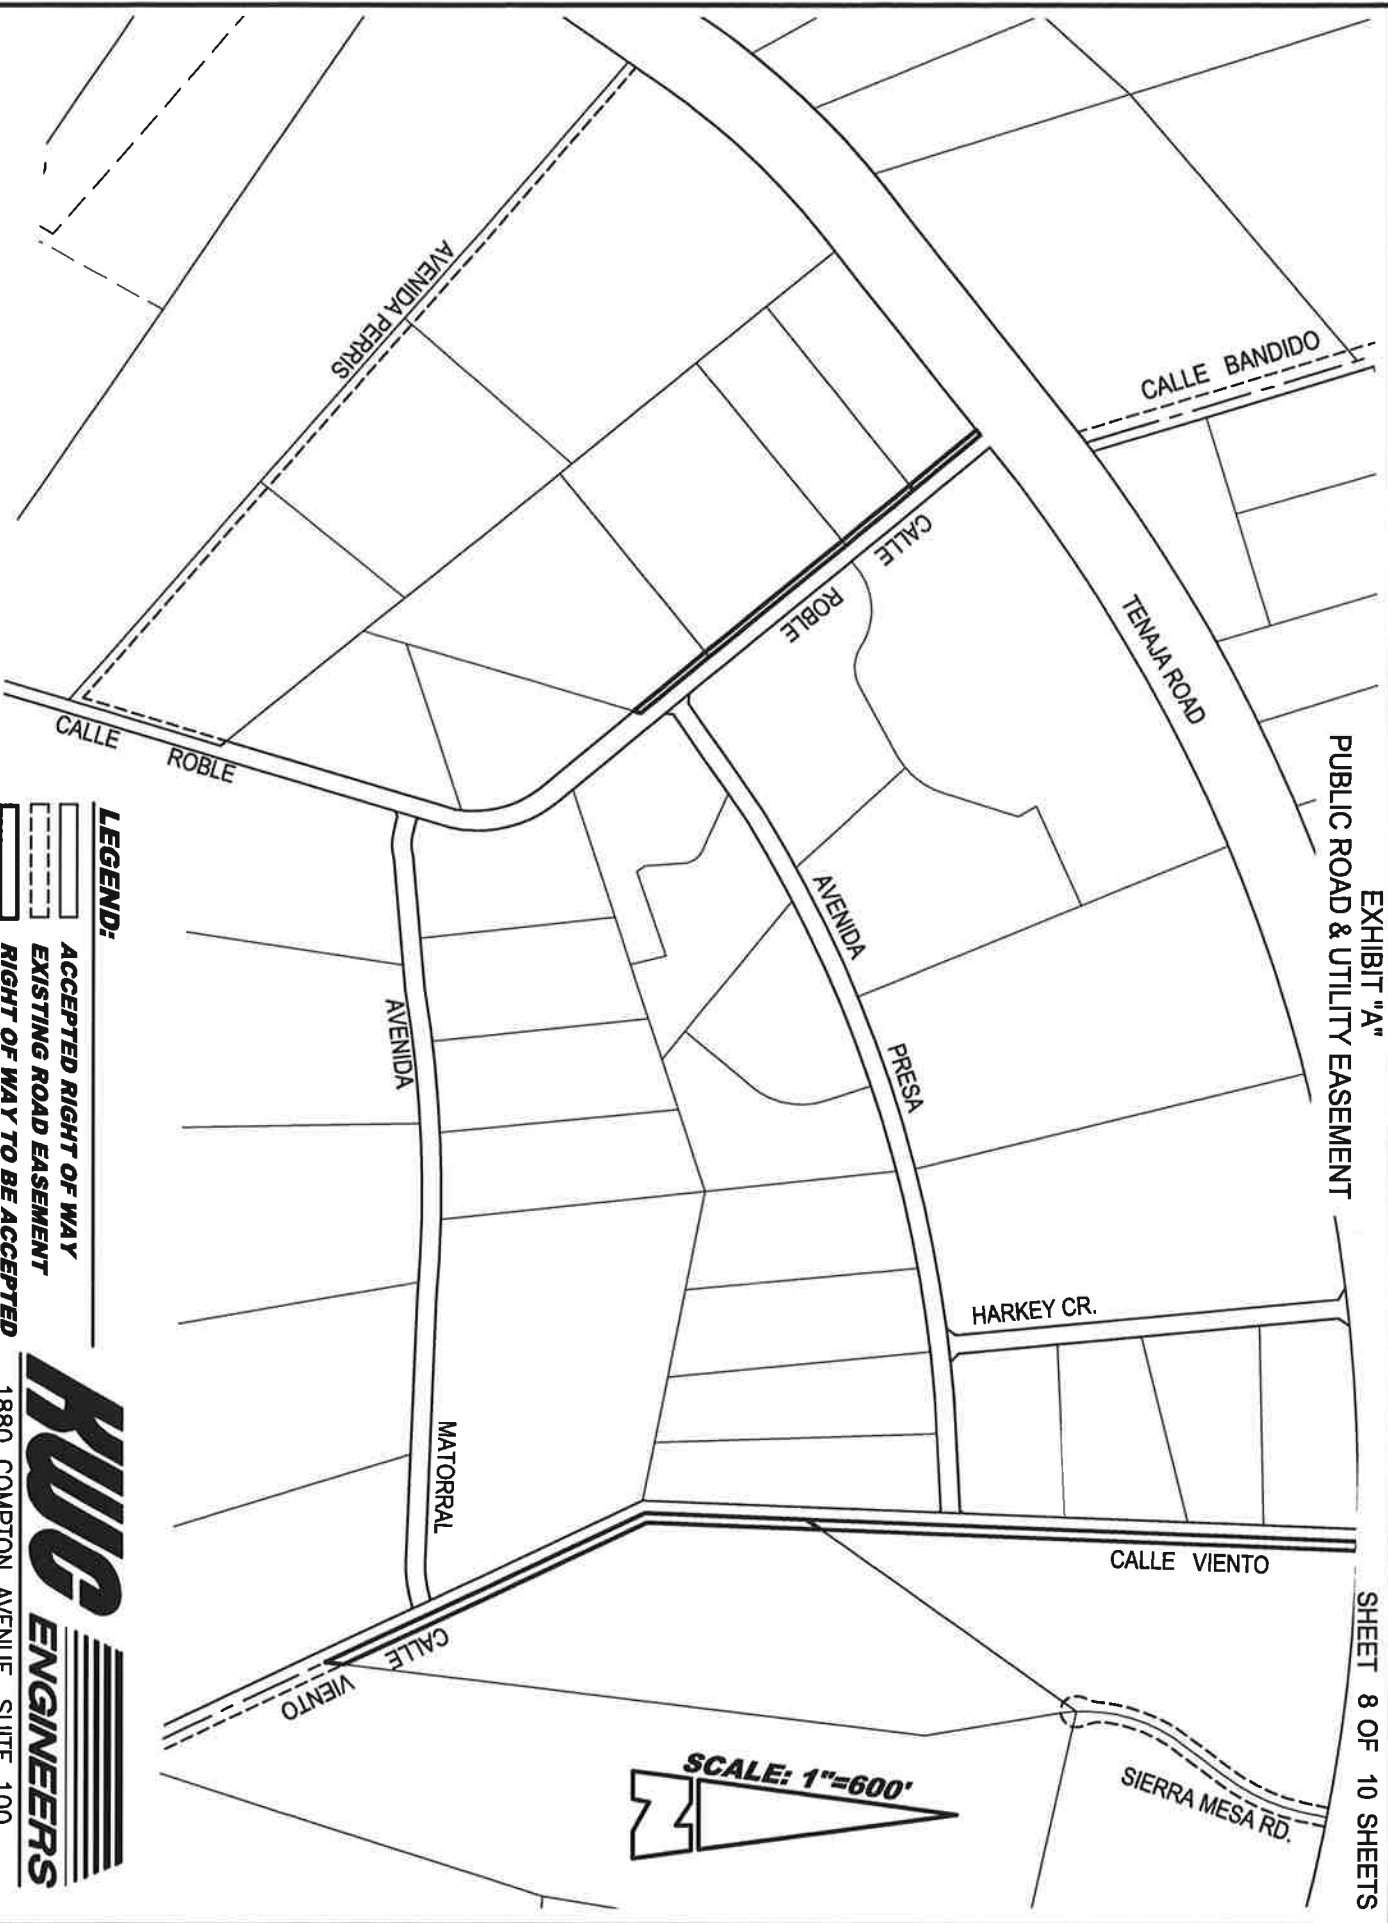 EXHIBIT "A"
PUBLIC ROAD & UTILITY EASEMENT
SHEET 8 OF 10 SHEETS
CALLE BANDIDO
TENAJA ROAD
AVENIDA PERRIS
CALLE
ROBLE
CALLE
ROBLE
AVENIDA
PRESA
HARKEY CR.
AVENIDA
MATORRAL
CALLE VIENTO
CALLE
VIENTO
SIERRA MESA RD.
SCALE: 1"=600'
N
LEGEND:
ACCEPTED RIGHT OF WAY
EXISTING ROAD EASEMENT
RIGHT OF WAY TO BE ACCEPTED
KWC ENGINEERS
1880 COMPTON AVENUE SUITE 100